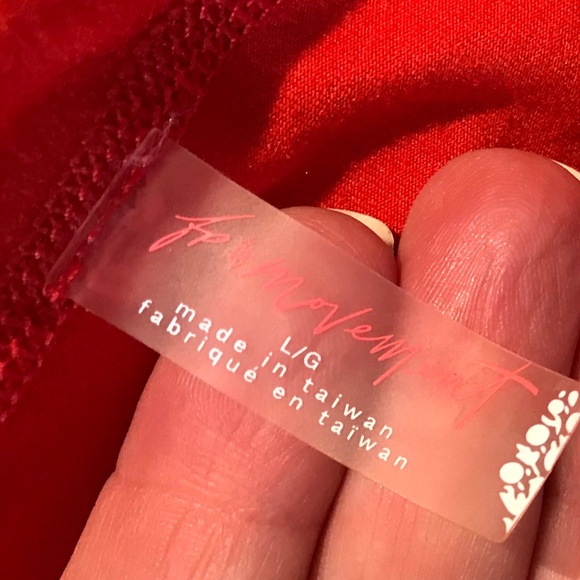 fp movement
L/G
made in taiwan
fabriqué en taïwan